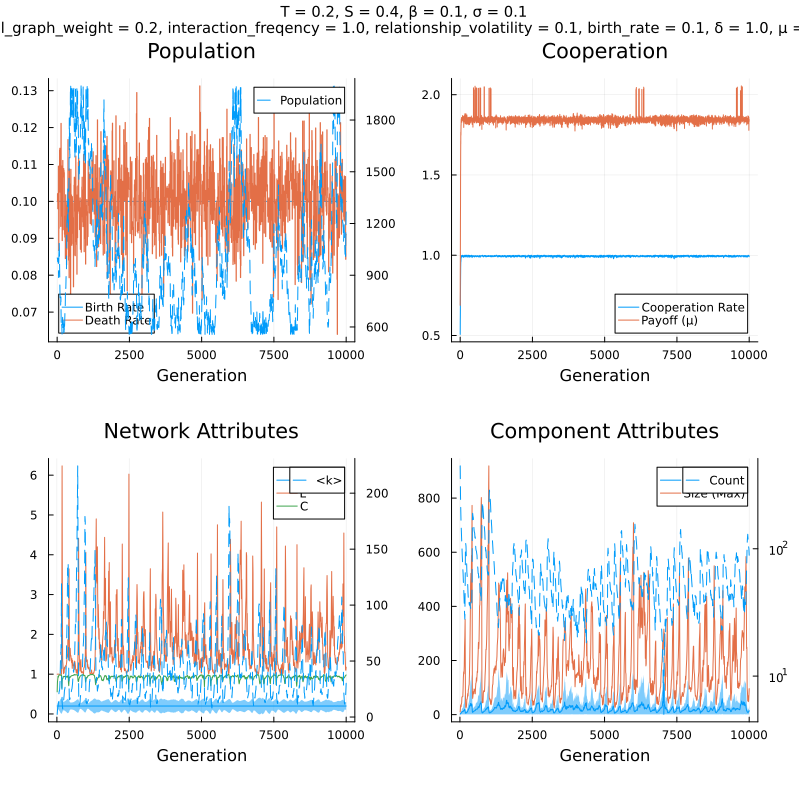 T = 0.2, S = 0.4, β = 0.1, σ = 0.1
l_graph_weight = 0.2, interaction_freqency = 1.0, relationship_volatility = 0.1, birth_rate = 0.1, δ = 1.0, μ =
Population
Cooperation
0.13
0.12
0.11
0.10
0.09
0.08
0.07
Population
Birth Rate
Death Rate
1800
1500
1200
900
600
0 2500 5000 7500 10000
Generation
2.0
1.5
1.0
0.5
Cooperation Rate
Payoff (μ)
0 2500 5000 7500 10000
Generation
Network Attributes
Component Attributes
6
5
4
3
2
1
0
<k>
L
C
200
150
100
50
0
0 2500 5000 7500 10000
Generation
800
600
400
200
0
Count
Size (Max)
10²
10¹
0 2500 5000 7500 10000
Generation